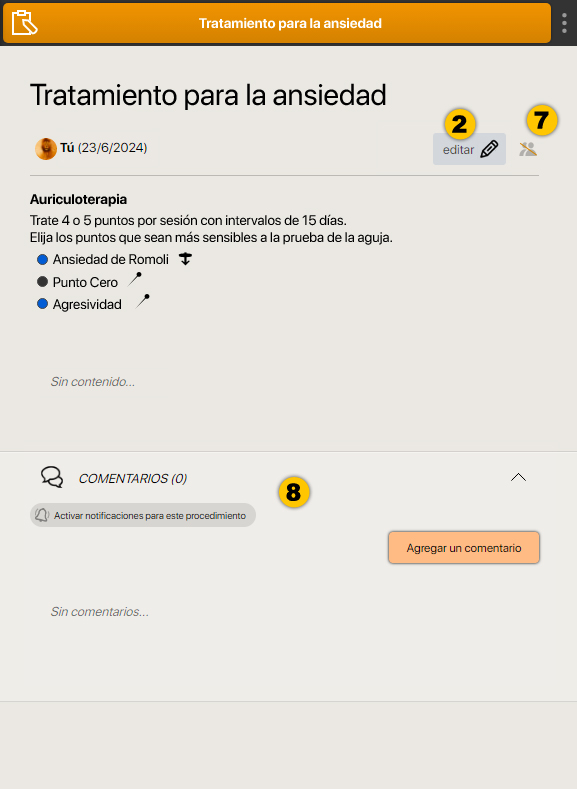 Tratamiento para la ansiedad
Tratamiento para la ansiedad
2
7
Tú (23/6/2024)
editar
Auriculoterapia
Trate 4 o 5 puntos por sesión con intervalos de 15 días.
Elija los puntos que sean más sensibles a la prueba de la aguja.
Ansiedad de Romoli
Punto Cero
Agresividad
Sin contenido...
COMENTARIOS (0)
8
Activar notificaciones para este procedimiento
Agregar un comentario
Sin comentarios...